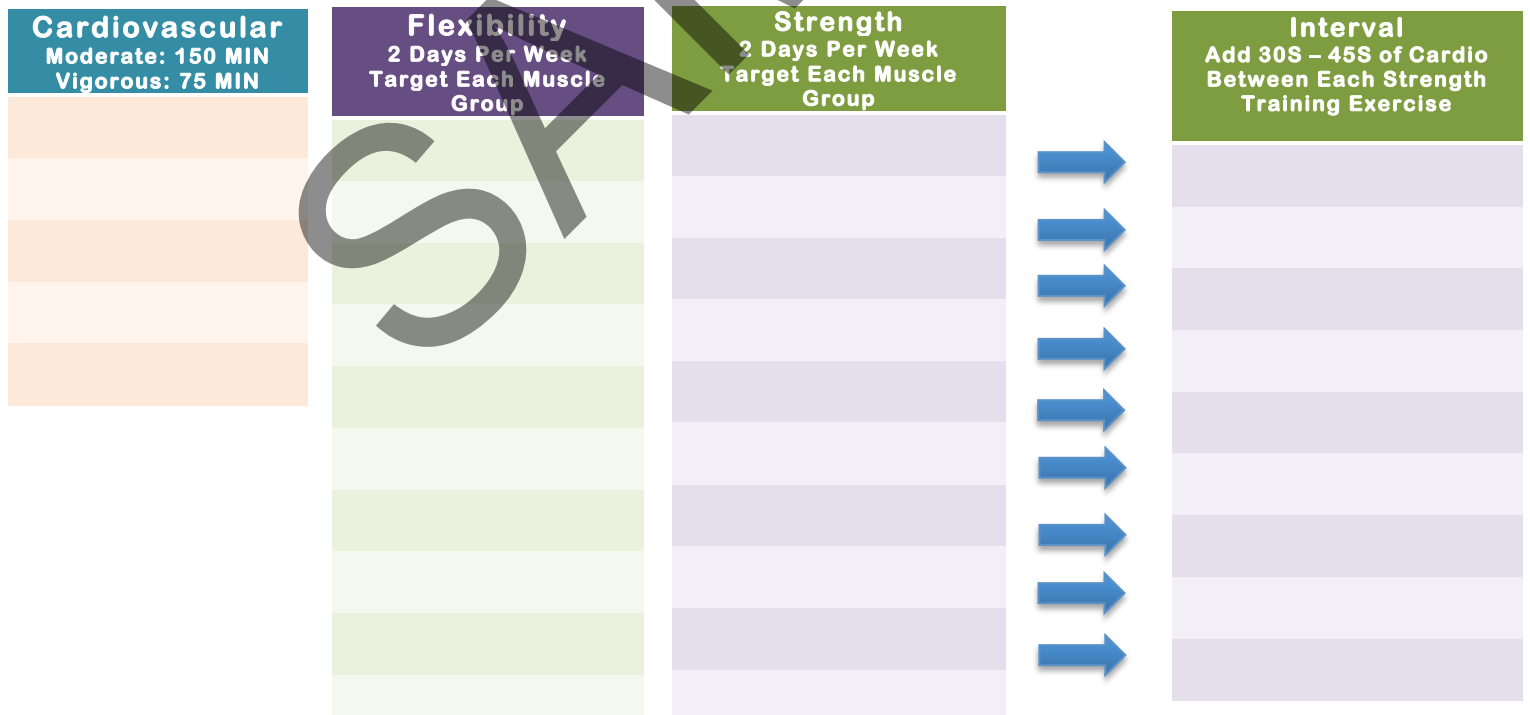 Cardiovascular
Moderate: 150 MIN
Vigorous: 75 MIN
Flexibility
2 Days Per Week
Target Each Muscle
Group
Strength
2 Days Per Week
Target Each Muscle
Group
Interval
Add 30S – 45S of Cardio
Between Each Strength
Training Exercise
SA